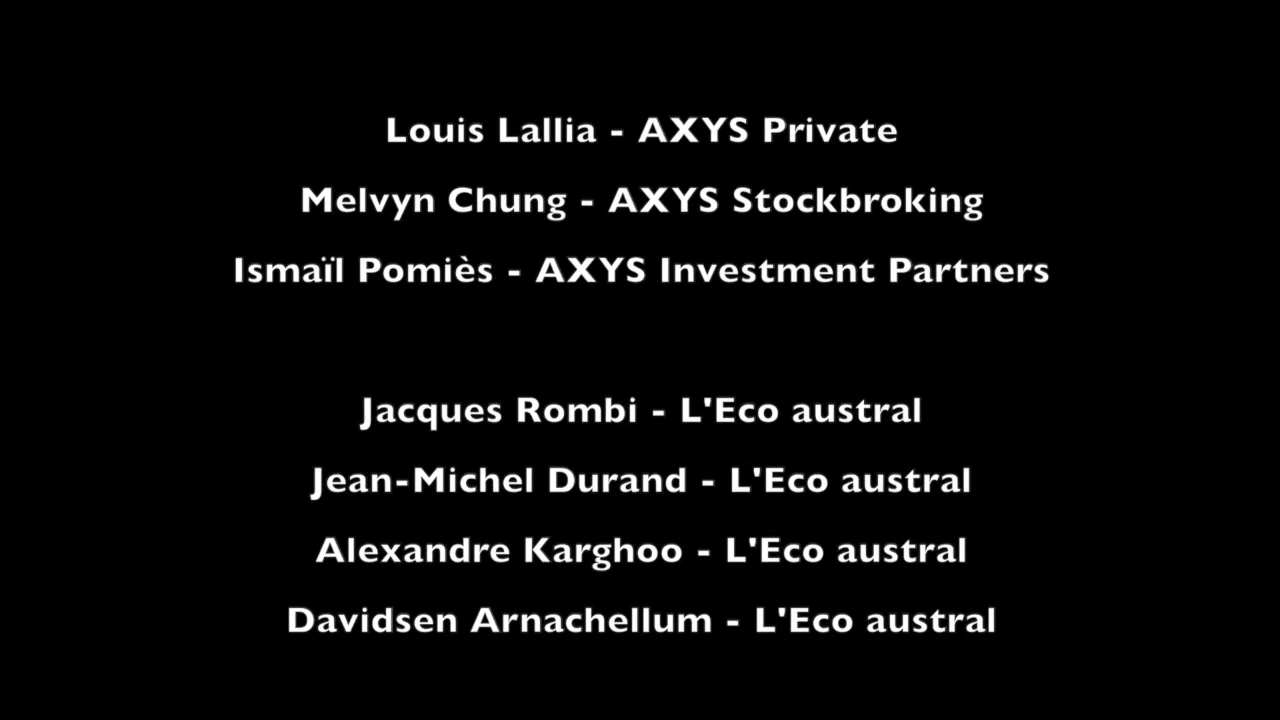 Louis Lallia - AXYS Private
Melvyn Chung - AXYS Stockbroking
Ismaïl Pomiès - AXYS Investment Partners
Jacques Rombi - L'Eco austral
Jean-Michel Durand - L'Eco austral
Alexandre Karghoo - L'Eco austral
Davidsen Arnachellum - L'Eco austral